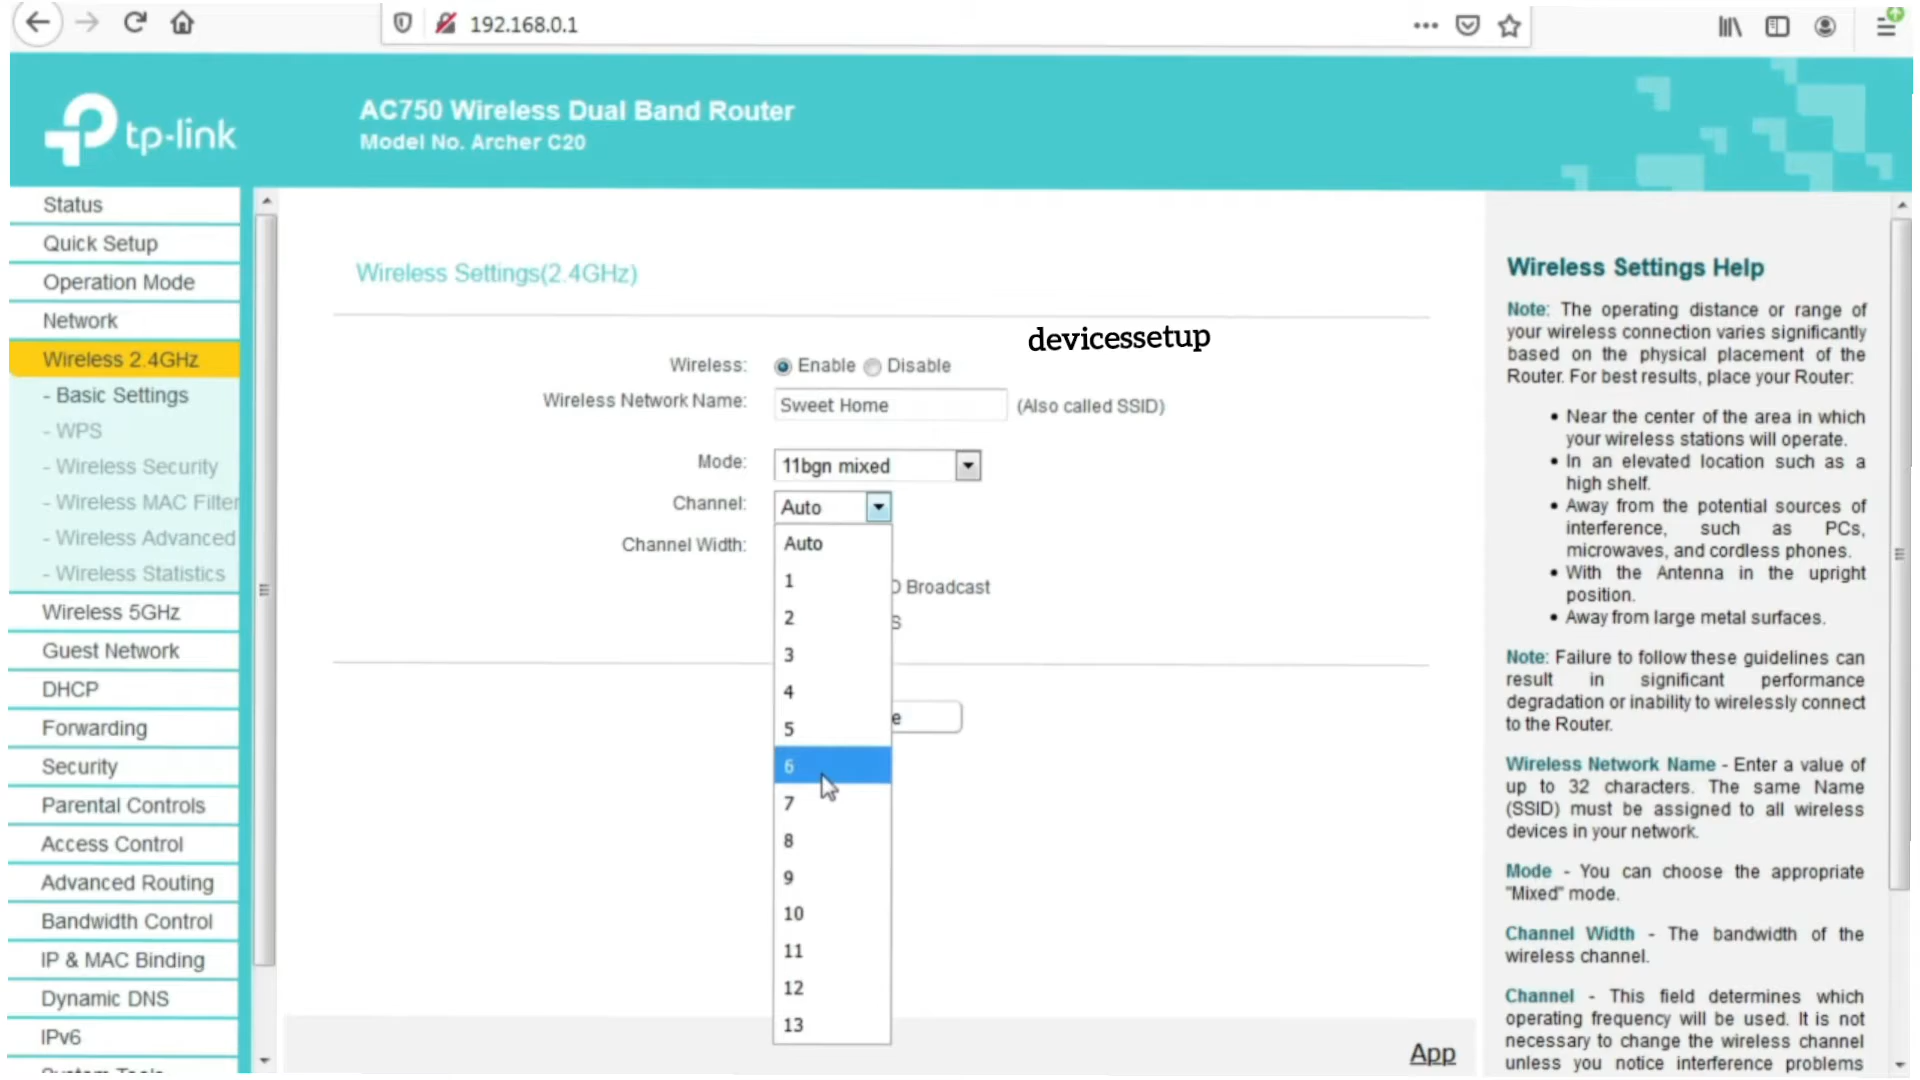 192.168.0.1
tp-link
AC750 Wireless Dual Band Router
Model No. Archer C20
Status
Quick Setup
Operation Mode
Network
Wireless 2.4GHz
- Basic Settings
- WPS
- Wireless Security
- Wireless MAC Filter
- Wireless Advanced
- Wireless Statistics
Wireless 5GHz
Guest Network
DHCP
Forwarding
Security
Parental Controls
Access Control
Advanced Routing
Bandwidth Control
IP & MAC Binding
Dynamic DNS
IPv6
Wireless Settings(2.4GHz)
devicessetup
Wireless: Enable Disable
Wireless Network Name: Sweet Home (Also called SSID)
Mode: 11bgn mixed
Channel: Auto
Channel Width:
Auto
1
2
3
4
5
6
7
8
9
10
11
12
13
D Broadcast
S
e
App
Wireless Settings Help
Note: The operating distance or range of
your wireless connection varies significantly
based on the physical placement of the
Router. For best results, place your Router:
• Near the center of the area in which
your wireless stations will operate.
• In an elevated location such as a
high shelf.
• Away from the potential sources of
interference, such as PCs,
microwaves, and cordless phones.
• With the Antenna in the upright
position.
• Away from large metal surfaces.
Note: Failure to follow these guidelines can
result in significant performance
degradation or inability to wirelessly connect
to the Router.
Wireless Network Name - Enter a value of
up to 32 characters. The same Name
(SSID) must be assigned to all wireless
devices in your network.
Mode - You can choose the appropriate
"Mixed" mode.
Channel Width - The bandwidth of the
wireless channel.
Channel - This field determines which
operating frequency will be used. It is not
necessary to change the wireless channel
unless you notice interference problems